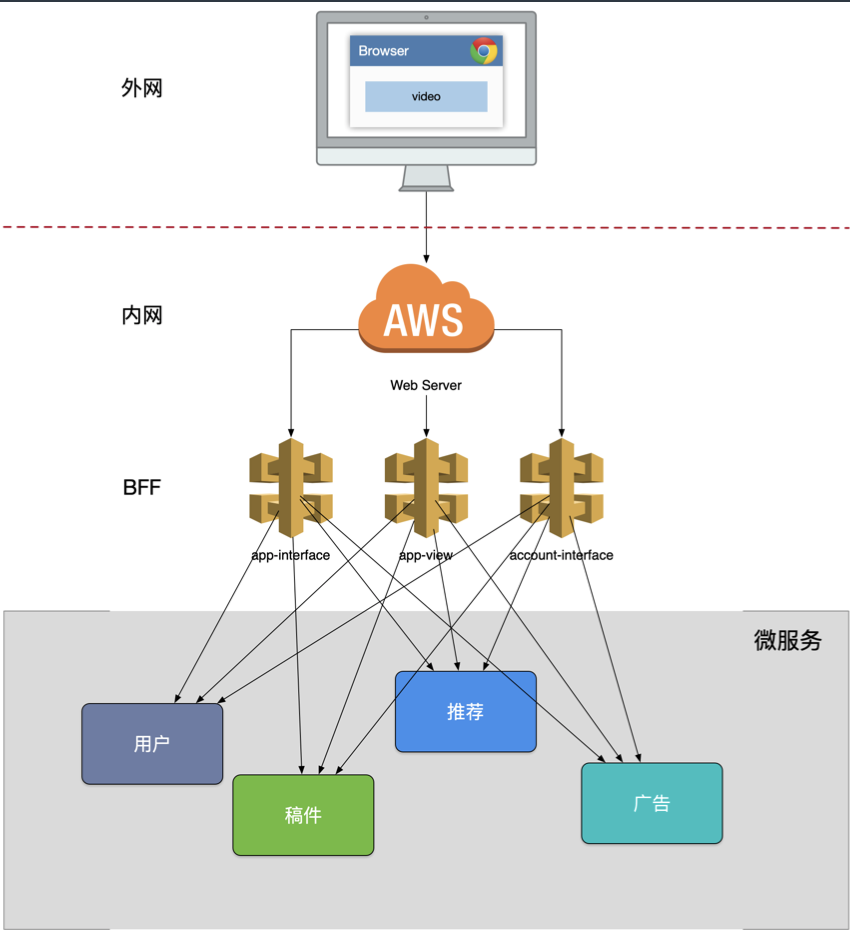 Browser
外网
video
内网
AWS
Web Server
BFF
app-interface
app-view
account-interface
微服务
推荐
用户
广告
稿件